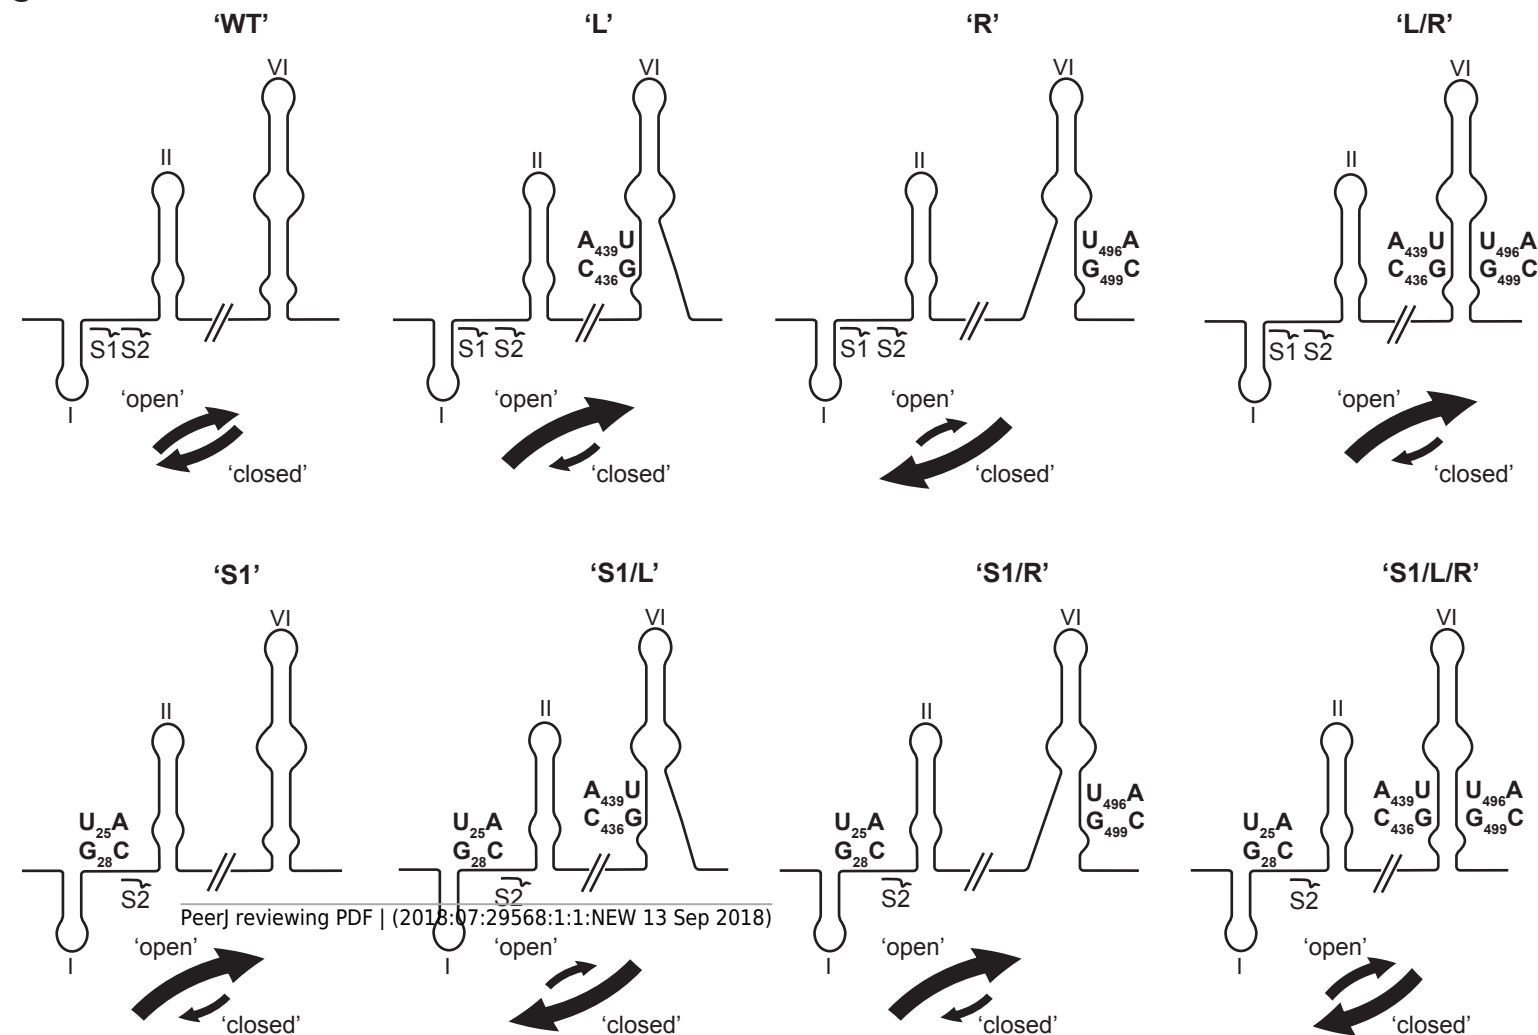 ‘WT’ ‘L’ ‘R’ ‘L/R’
VI VI VI VI
II II II II
A439U U496A A439U U496A
C436G G499C C436G G499C
S1 S2 S1 S2 S1 S2 S1 S2
I I I I
‘open’ ‘open’ ‘open’ ‘open’
‘closed’ ‘closed’ ‘closed’ ‘closed’
‘S1’ ‘S1/L’ ‘S1/R’ ‘S1/L/R’
VI VI VI VI
II II II II
A439U U496A A439U U496A
C436G G499C C436G G499C
U25A U25A U25A U25A
G28C G28C G28C G28C
S2 S2 S2 S2
PeerJ reviewing PDF | (2018:07:29568:1:1:NEW 13 Sep 2018)
‘open’ ‘open’ ‘open’ ‘open’
I I I I
‘closed’ ‘closed’ ‘closed’ ‘closed’